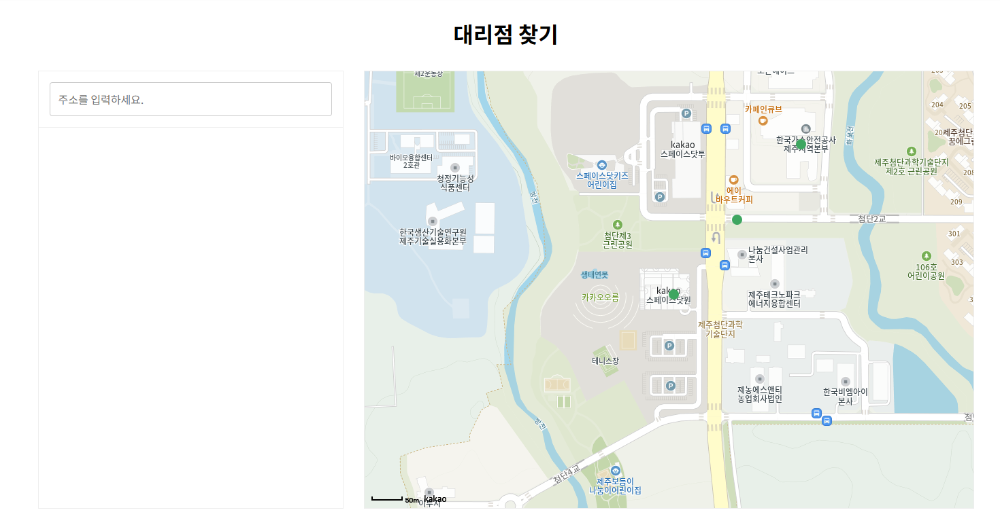 대리점 찾기
주소를 입력하세요.
제2운동장
203
204
205
카페인큐브
제주첨단
꿈에그린
한국가스안전공사
제주지역본부
화북천
kakao
스페이스닷투
바이오융합센터
2호관
청정기능성
식품센터
스페이스닷키즈
어린이집
제주첨단과학기술단지
제2호 근린공원
208
에이
바우트커피
방천
209
한국생산기술연구원
제주기술실용화본부
첨단2교
첨단제3
근린공원
301
나눔건설사업관리
본사
303
106호
어린이공원
생태연못
kakao
스페이스닷원
카카오오름
제주테크노파크
에너지융합센터
제주첨단과학
기술단지
테니스장
제농에스앤티
농업회사법인
한국비엠아이
본사
방천
첨단4교
제주보듬이
나눔이어린이집
50m
kakao